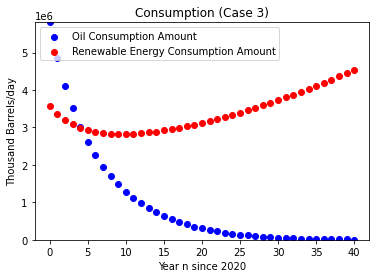 Consumption (Case 3)
1e6
Oil Consumption Amount
Renewable Energy Consumption Amount
Thousand Barrels/day
5
4
3
2
1
0
0 5 10 15 20 25 30 35 40
Year n since 2020